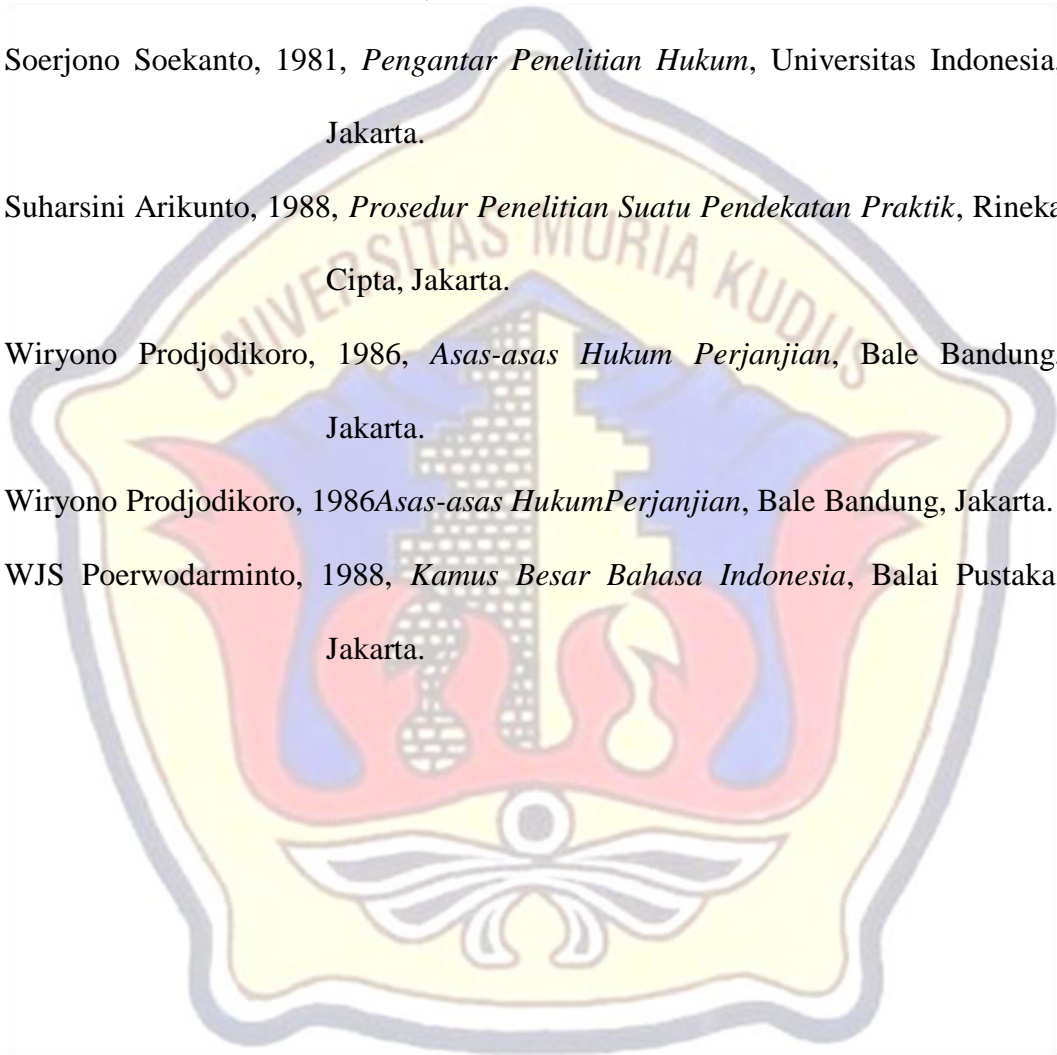 Soerjono Soekanto, 1981, Pengantar Penelitian Hukum, Universitas Indonesia,
Jakarta.
Suharsini Arikunto, 1988, Prosedur Penelitian Suatu Pendekatan Praktik, Rineka
Cipta, Jakarta.
UNIVERSITAS MURIA KUDUS
Wiryono Prodjodikoro, 1986, Asas-asas Hukum Perjanjian, Bale Bandung,
Jakarta.
Wiryono Prodjodikoro, 1986Asas-asas HukumPerjanjian, Bale Bandung, Jakarta.
WJS Poerwodarminto, 1988, Kamus Besar Bahasa Indonesia, Balai Pustaka,
Jakarta.